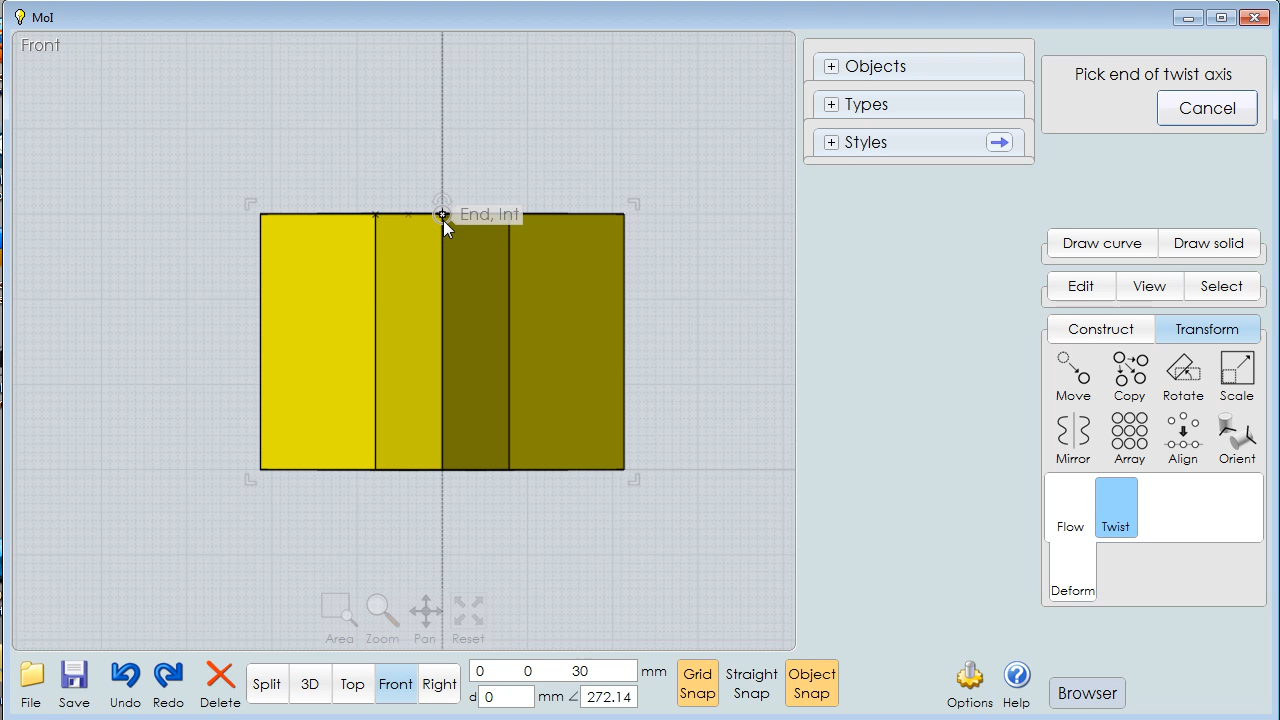 MoI
Front
Objects
Types
Styles
Pick end of twist axis
Cancel
End, Int
Draw curve Draw solid
Edit View Select
Construct Transform
Move Copy Rotate Scale
Mirror Array Align Orient
Flow Twist
Deform
Area Zoom Pan Reset
File Save Undo Redo Delete
Split 3D Top Front Right
0 0 30 mm
d 0 mm ∠ 272.14
Grid Snap
Straight Snap
Object Snap
Options Help
Browser